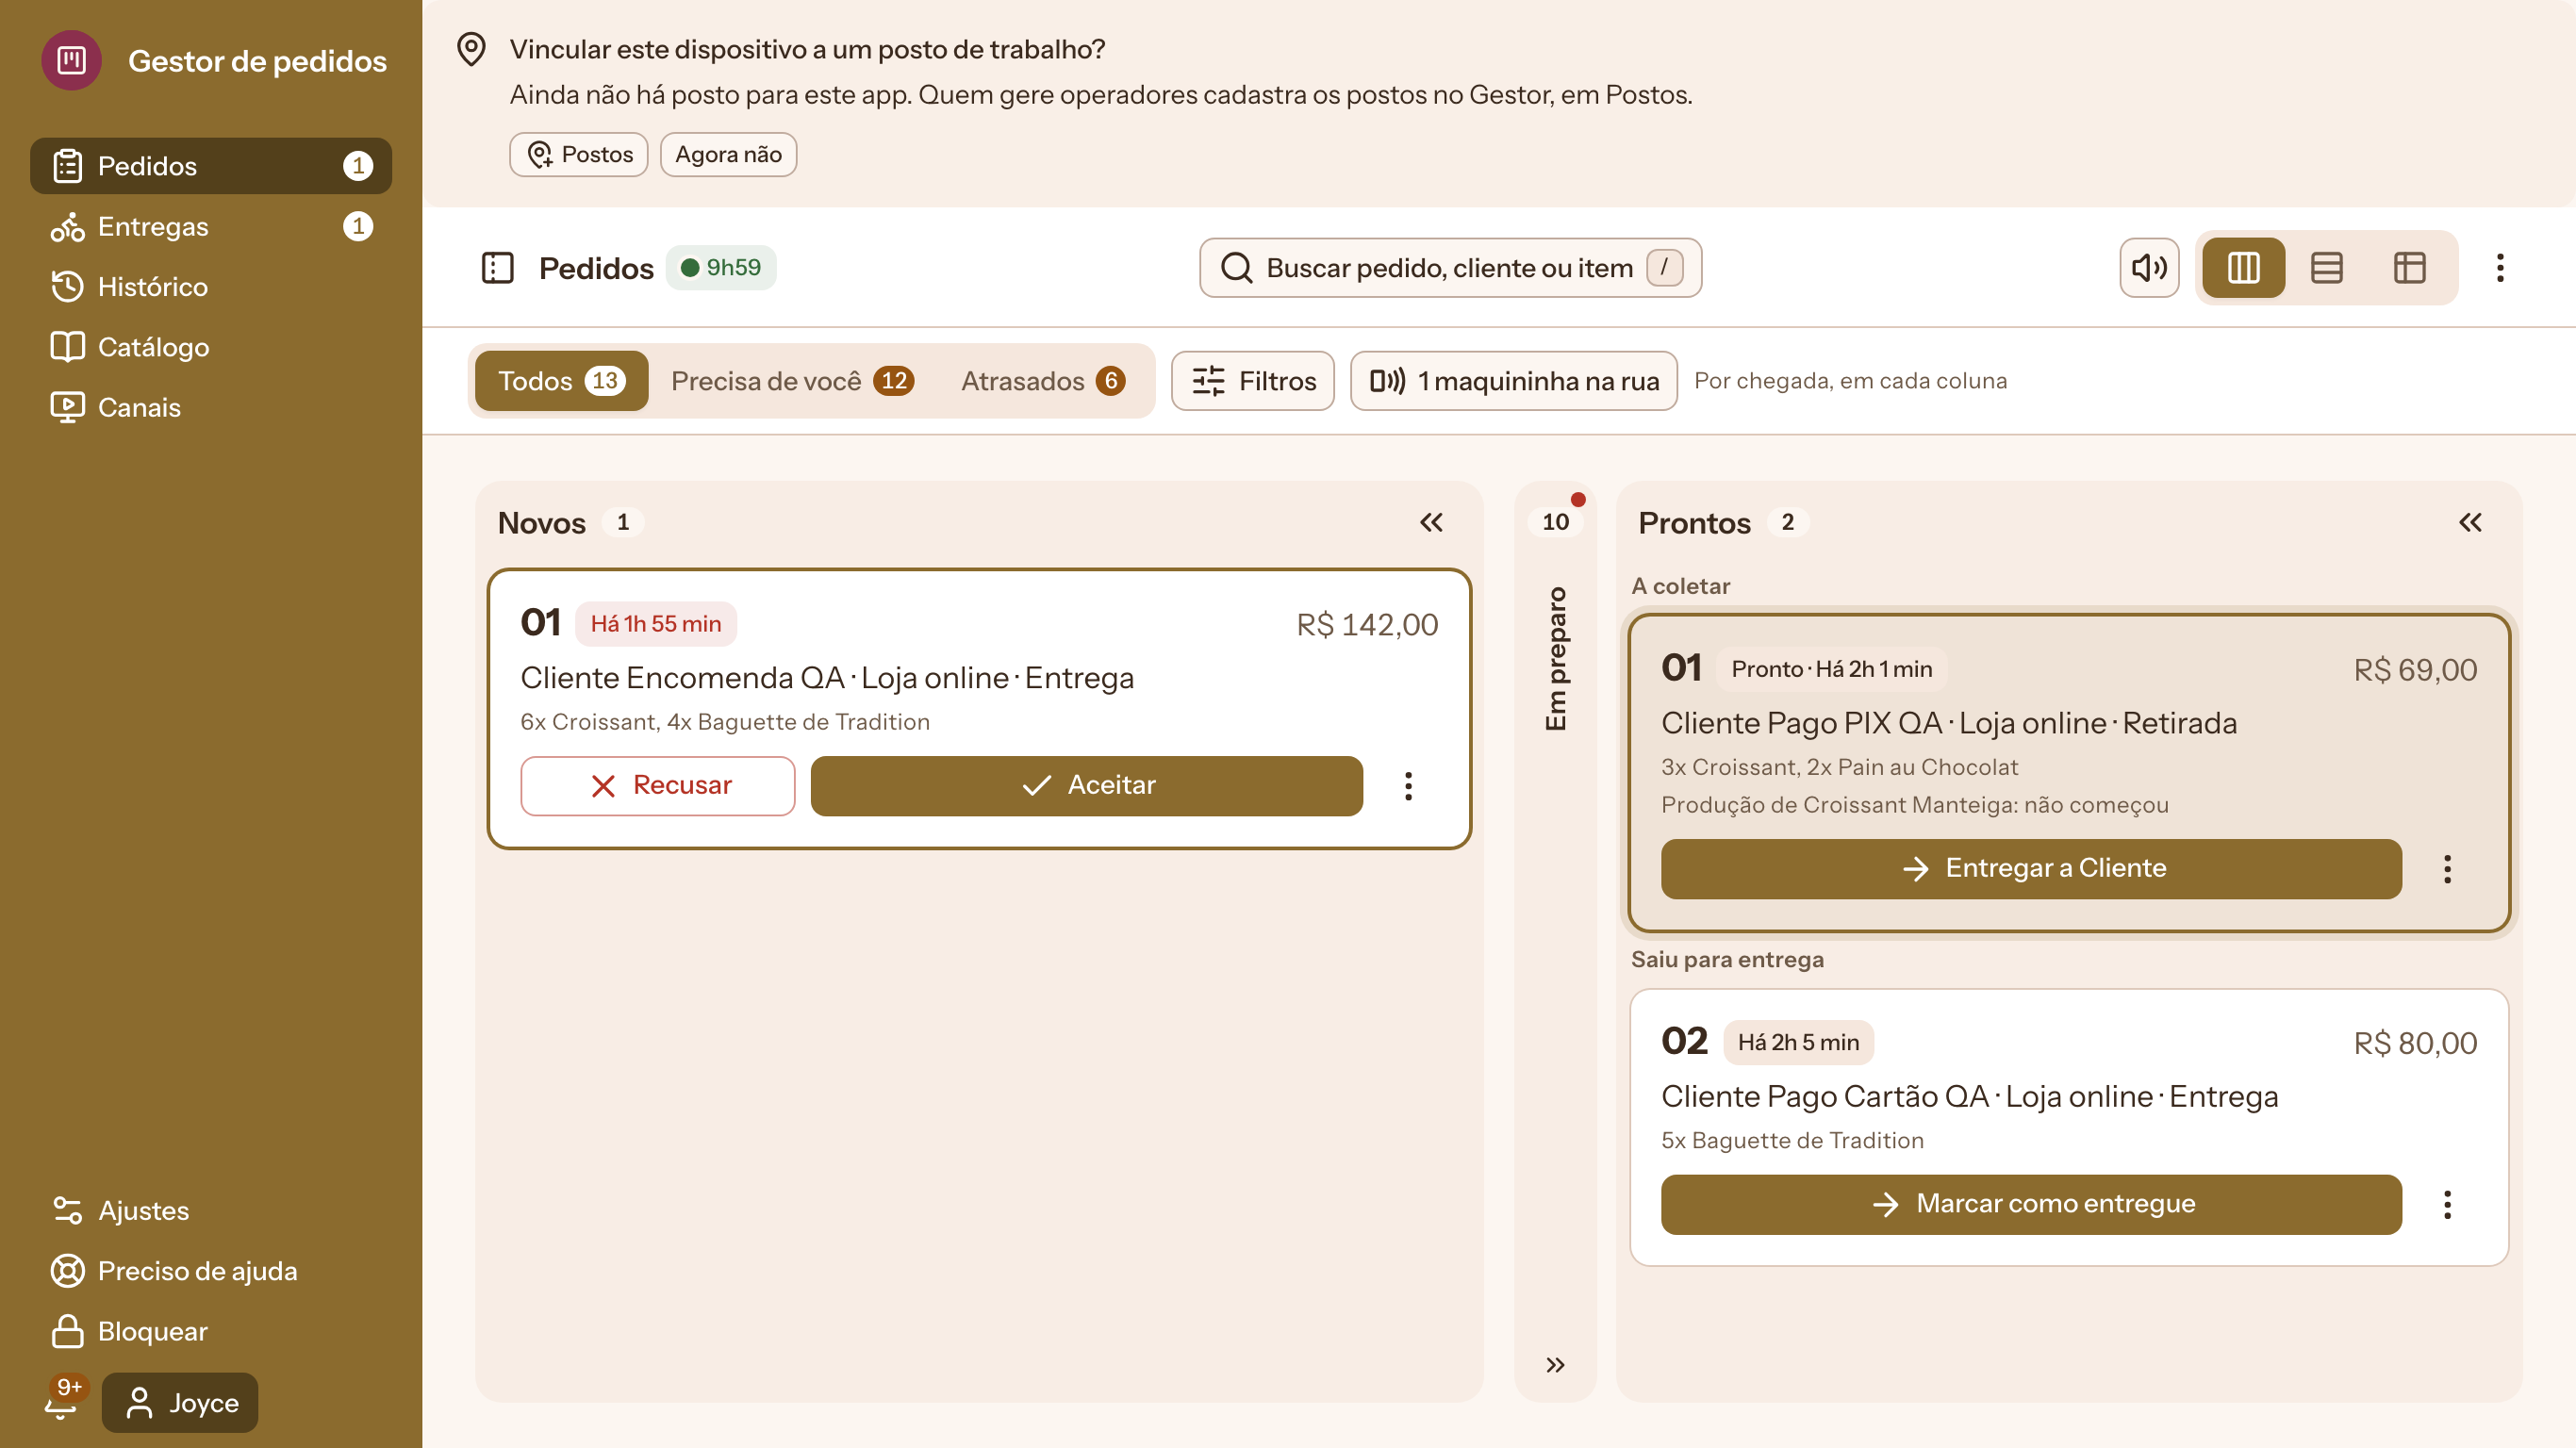 Gestor de pedidos
Pedidos 1
Entregas 1
Histórico
Catálogo
Canais
Ajustes
Preciso de ajuda
Bloquear
9+
Joyce
Vincular este dispositivo a um posto de trabalho?
Ainda não há posto para este app. Quem gere operadores cadastra os postos no Gestor, em Postos.
Postos Agora não
Pedidos 9h59 Buscar pedido, cliente ou item /
Todos 13 Precisa de você 12 Atrasados 6 Filtros 1 maquininha na rua Por chegada, em cada coluna
Novos 1
01 Há 1h 55 min R$ 142,00
Cliente Encomenda QA · Loja online · Entrega
6x Croissant, 4x Baguette de Tradition
Recusar Aceitar
10
Em preparo
Prontos 2
A coletar
01 Pronto · Há 2h 1 min R$ 69,00
Cliente Pago PIX QA · Loja online · Retirada
3x Croissant, 2x Pain au Chocolat
Produção de Croissant Manteiga: não começou
Entregar a Cliente
Saiu para entrega
02 Há 2h 5 min R$ 80,00
Cliente Pago Cartão QA · Loja online · Entrega
5x Baguette de Tradition
Marcar como entregue